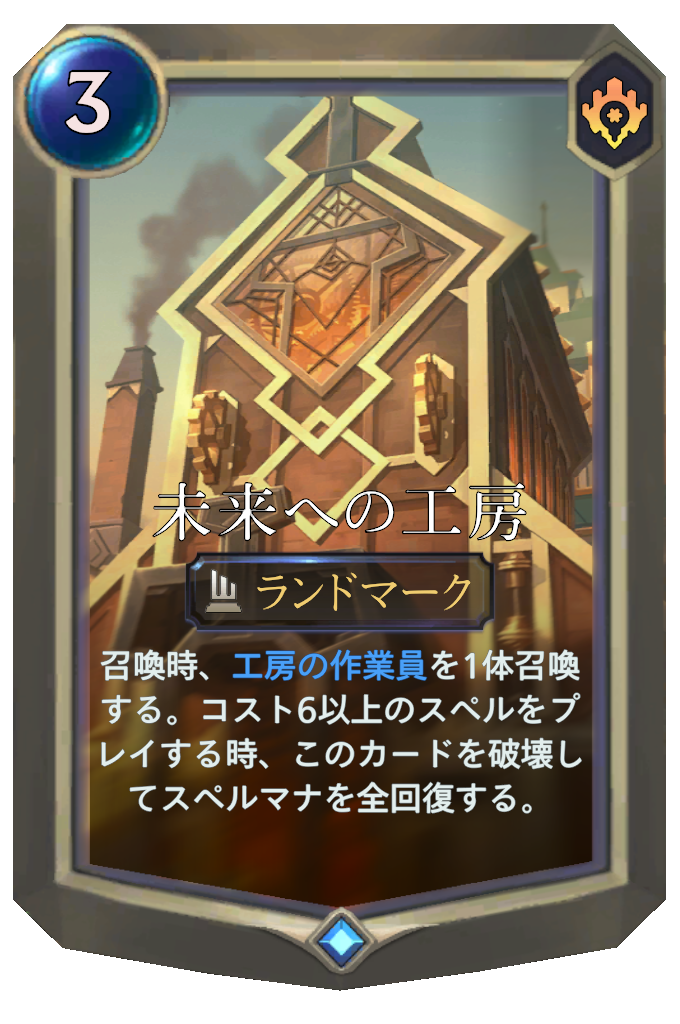 3
未来への工房
ランドマーク
召喚時、工房の作業員を1体召喚
する。コスト6以上のスペルをプ
レイする時、このカードを破壊し
てスペルマナを全回復する。